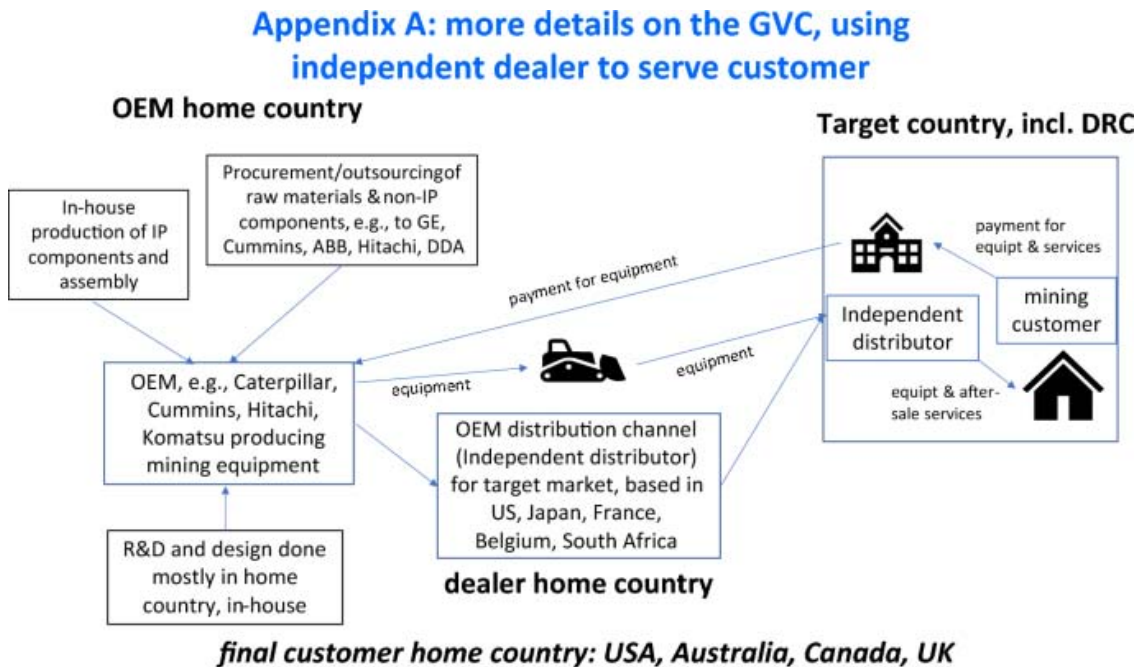 Appendix A: more details on the GVC, using
independent dealer to serve customer
OEM home country
Target country, incl. DRC
In-house
production of IP
components and
assembly
Procurement/outsourcingof
raw materials & non-IP
components, e.g., to GE,
Cummins, ABB, Hitachi, DDA
payment for
equipt & services
payment for equipment
mining
customer
Independent
distributor
equipment
equipment
equipt & after-
sale services
OEM, e.g., Caterpillar,
Cummins, Hitachi,
Komatsu producing
mining equipment
OEM distribution channel
(Independent distributor)
for target market, based in
US, Japan, France,
Belgium, South Africa
R&D and design done
mostly in home
country, in-house
dealer home country
final customer home country: USA, Australia, Canada, UK